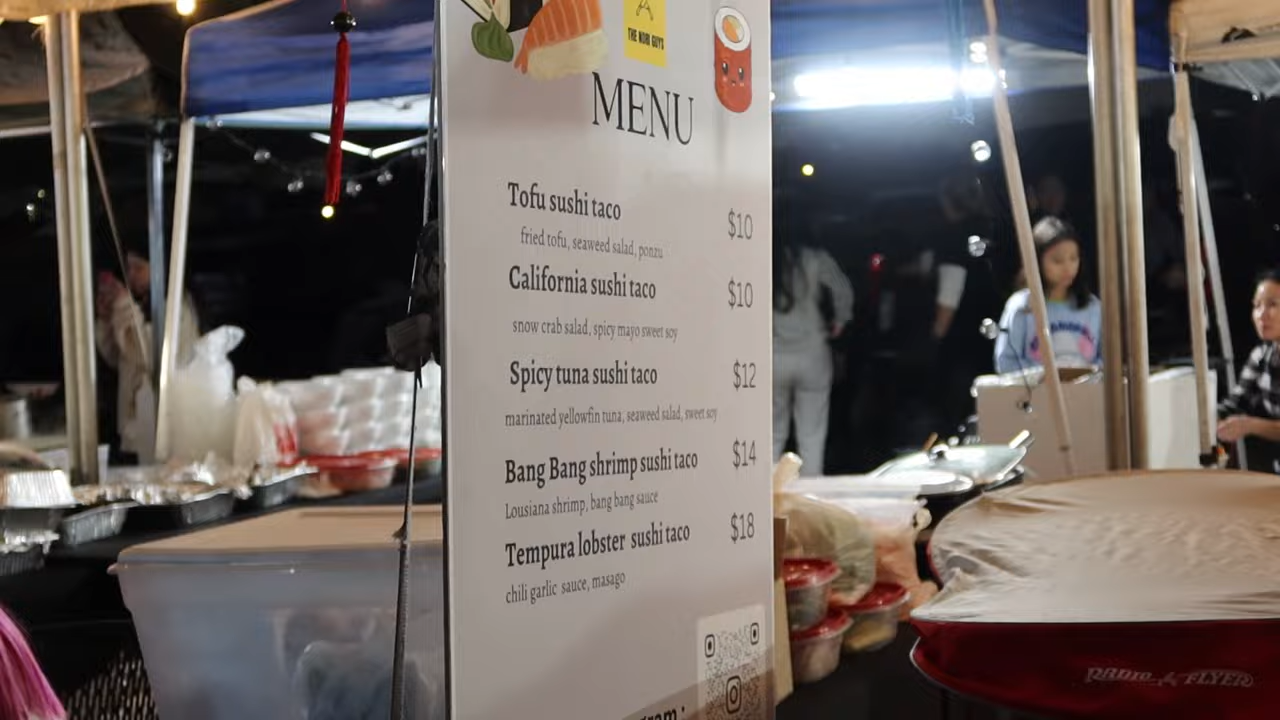 THE NORI GUYS
MENU
Tofu sushi taco
$10
fried tofu, seaweed salad, ponzu
California sushi taco
$10
snow crab salad, spicy mayo sweet soy
Spicy tuna sushi taco
$12
marinated yellowfin tuna, seaweed salad, sweet soy
Bang Bang shrimp sushi taco
$14
Lousiana shrimp, bang bang sauce
Tempura lobster sushi taco
$18
chili garlic sauce, masago
RADIO FLYER